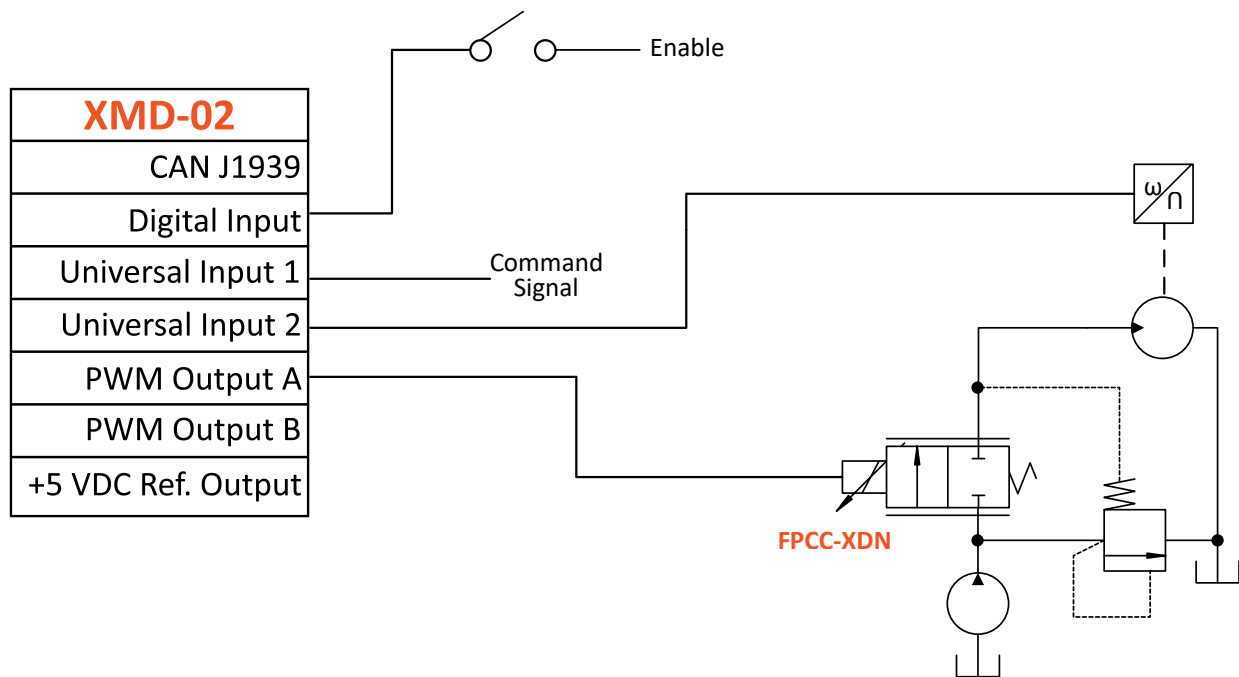 Enable
XMD-02
CAN J1939
Digital Input
Universal Input 1
Command
Signal
Universal Input 2
PWM Output A
PWM Output B
+5 VDC Ref. Output
FPCC-XDN
ω
U